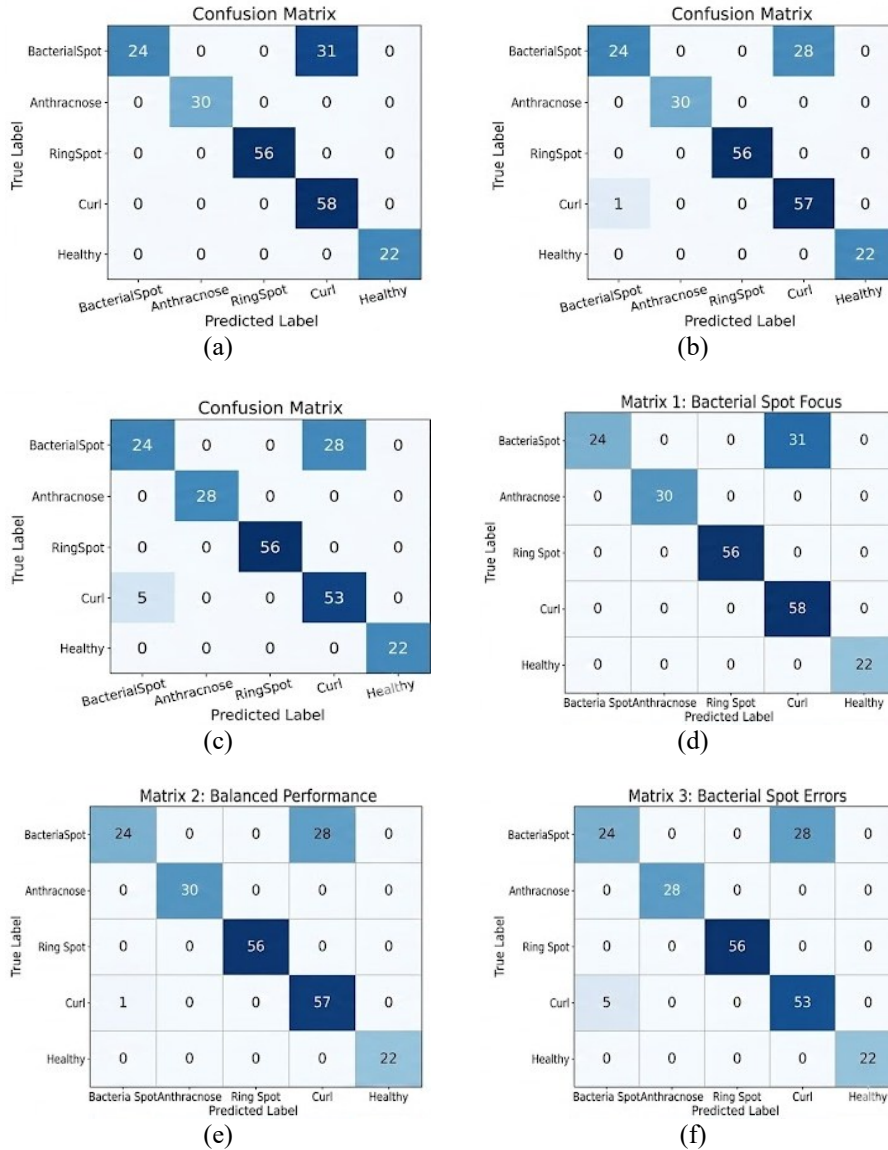 Confusion Matrix
BacterialSpot 24 0 0 31 0
Anthracnose 0 30 0 0 0
RingSpot 0 0 56 0 0
Curl 0 0 0 58 0
Healthy 0 0 0 0 22
True Label
BacterialSpot Anthracnose RingSpot Curl Healthy
Predicted Label
(a)
Confusion Matrix
BacterialSpot 24 0 0 28 0
Anthracnose 0 30 0 0 0
RingSpot 0 0 56 0 0
Curl 1 0 0 57 0
Healthy 0 0 0 0 22
True Label
BacterialSpot Anthracnose RingSpot Curl Healthy
Predicted Label
(b)
Confusion Matrix
BacterialSpot 24 0 0 28 0
Anthracnose 0 28 0 0 0
RingSpot 0 0 56 0 0
Curl 5 0 0 53 0
Healthy 0 0 0 0 22
True Label
BacterialSpot Anthracnose RingSpot Curl Healthy
Predicted Label
(c)
Matrix 1: Bacterial Spot Focus
BacteriaSpot 24 0 0 31 0
Anthracnose 0 30 0 0 0
Ring Spot 0 0 56 0 0
Curl 0 0 0 58 0
Healthy 0 0 0 0 22
True Label
Bacteria Spot Anthracnose Ring Spot Curl Healthy
Predicted Label
(d)
Matrix 2: Balanced Performance
BacteriaSpot 24 0 0 28 0
Anthracnose 0 30 0 0 0
Ring Spot 0 0 56 0 0
Curl 1 0 0 57 0
Healthy 0 0 0 0 22
True Label
Bacteria Spot Anthracnose Ring Spot Curl Healthy
Predicted Label
(e)
Matrix 3: Bacterial Spot Errors
BacteriaSpot 24 0 0 28 0
Anthracnose 0 28 0 0 0
Ring Spot 0 0 56 0 0
Curl 5 0 0 53 0
Healthy 0 0 0 0 22
True Label
Bacteria Spot Anthracnose Ring Spot Curl Healthy
Predicted Label
(f)